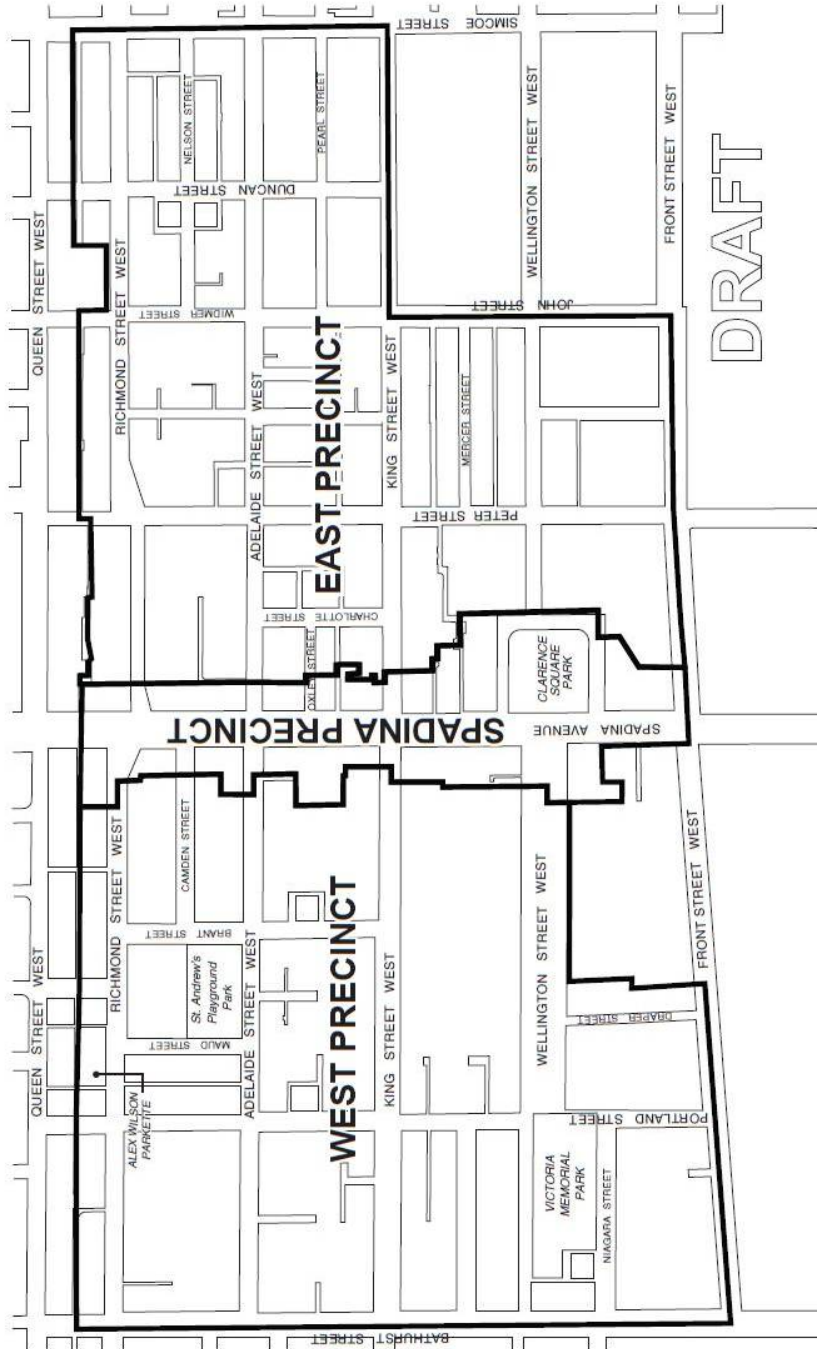 QUEEN STREET WEST
QUEEN STREET WEST
RICHMOND STREET WEST
RICHMOND STREET WEST
ALEX WILSON
PARKETTE
MAUD STREET
BRANT STREET
CAMDEN STREET
WIDMER STREET
DUNCAN STREET
NELSON STREET
St. Andrew's
Playground
Park
ADELAIDE STREET WEST
ADELAIDE STREET WEST
CHARLOTTE STREET
OXLEY STREET
PEARL STREET
WEST PRECINCT
SPADINA PRECINCT
EAST PRECINCT
KING STREET WEST
KING STREET WEST
BATHURST STREET
MERCER STREET
PETER STREET
JOHN STREET
SIMCOE STREET
WELLINGTON STREET WEST
WELLINGTON STREET WEST
VICTORIA
MEMORIAL
PARK
CLARENCE
SQUARE
PARK
SPADINA AVENUE
NIAGARA STREET
PORTLAND STREET
DRAPER STREET
FRONT STREET WEST
FRONT STREET WEST
DRAFT